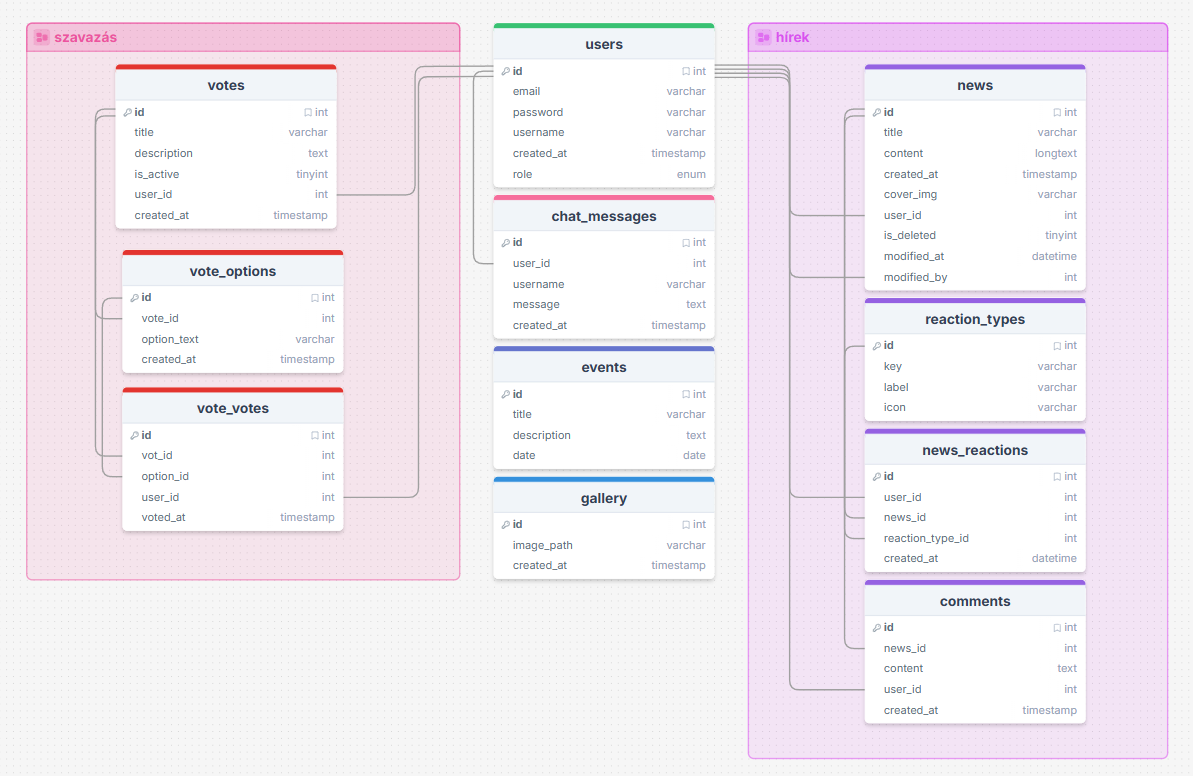 szavazás
votes
id int
title varchar
description text
is_active tinyint
user_id int
created_at timestamp
vote_options
id int
vote_id int
option_text varchar
created_at timestamp
vote_votes
id int
vot_id int
option_id int
user_id int
voted_at timestamp
users
id int
email varchar
password varchar
username varchar
created_at timestamp
role enum
chat_messages
id int
user_id int
username varchar
message text
created_at timestamp
events
id int
title varchar
description text
date date
gallery
id int
image_path varchar
created_at timestamp
hírek
news
id int
title varchar
content longtext
created_at timestamp
cover_img varchar
user_id int
is_deleted tinyint
modified_at datetime
modified_by int
reaction_types
id int
key varchar
label varchar
icon varchar
news_reactions
id int
user_id int
news_id int
reaction_type_id int
created_at datetime
comments
id int
news_id int
content text
user_id int
created_at timestamp